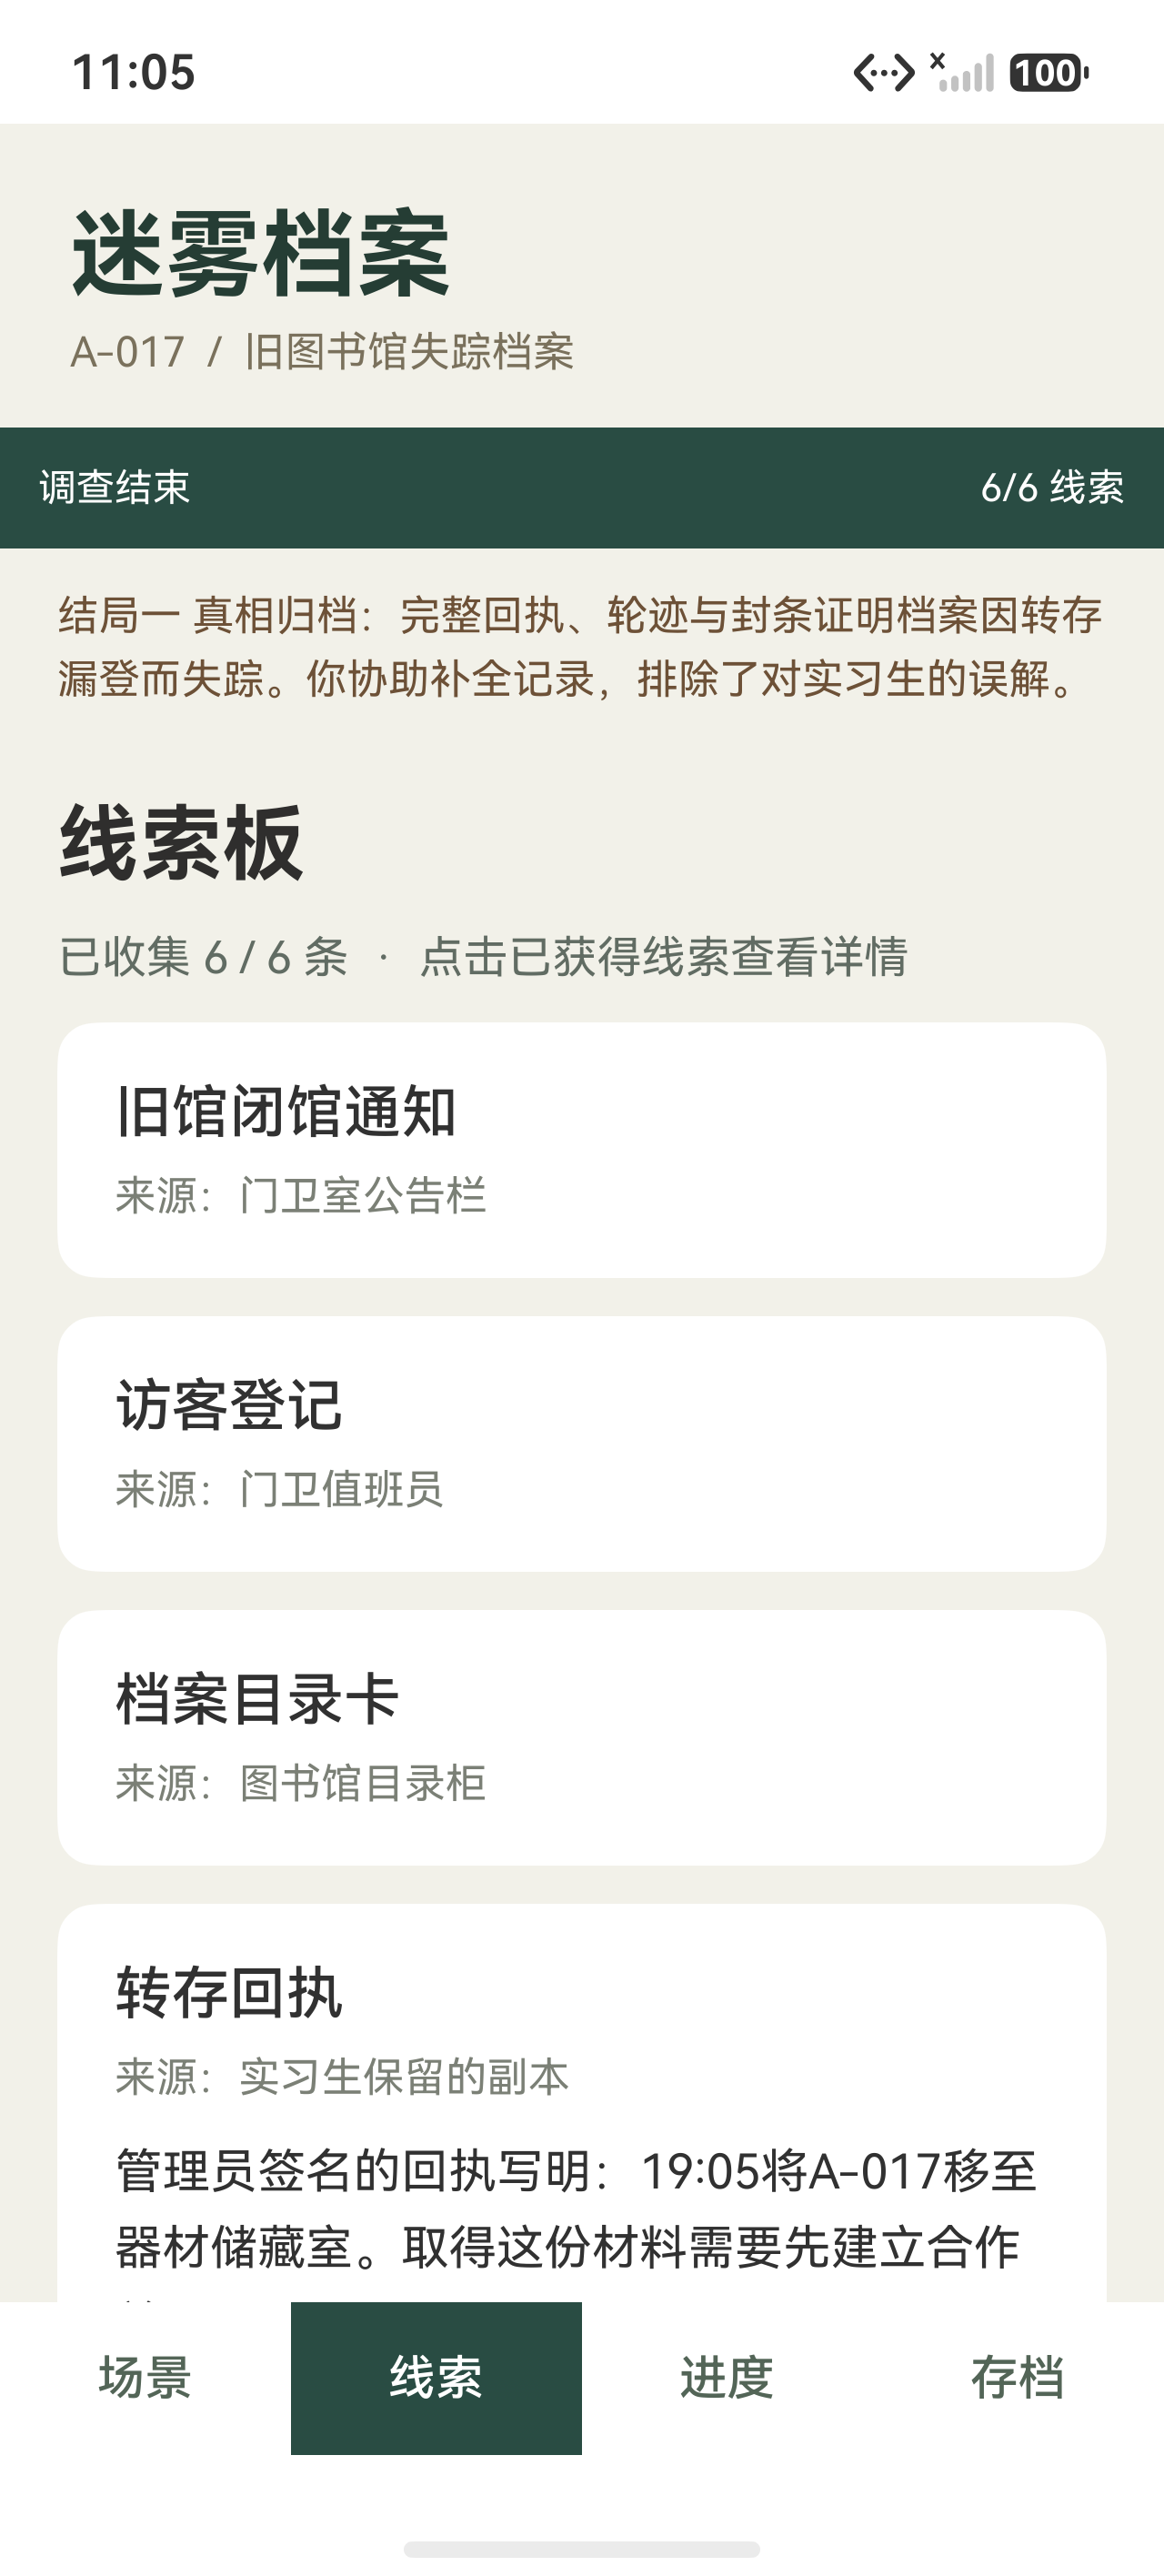 11:05
100
迷雾档案
A-017 / 旧图书馆失踪档案
调查结束
6/6 线索
结局一 真相归档：完整回执、轮迹与封条证明档案因转存
漏登而失踪。你协助补全记录，排除了对实习生的误解。
线索板
已收集 6 / 6 条 · 点击已获得线索查看详情
旧馆闭馆通知
来源：门卫室公告栏
访客登记
来源：门卫值班员
档案目录卡
来源：图书馆目录柜
转存回执
来源：实习生保留的副本
管理员签名的回执写明：19:05将A-017移至
器材储藏室。取得这份材料需要先建立合作
场景
线索
进度
存档